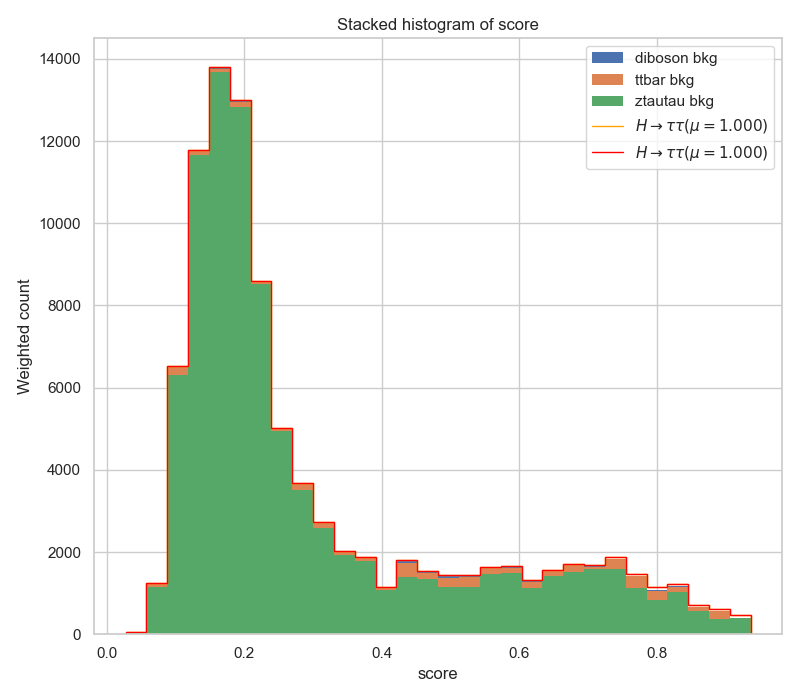 Stacked histogram of score
diboson bkg
ttbar bkg
ztautau bkg
H → ττ(μ = 1.000)
H → ττ(μ = 1.000)
Weighted count
14000
12000
10000
8000
6000
4000
2000
0
0.0 0.2 0.4 0.6 0.8
score